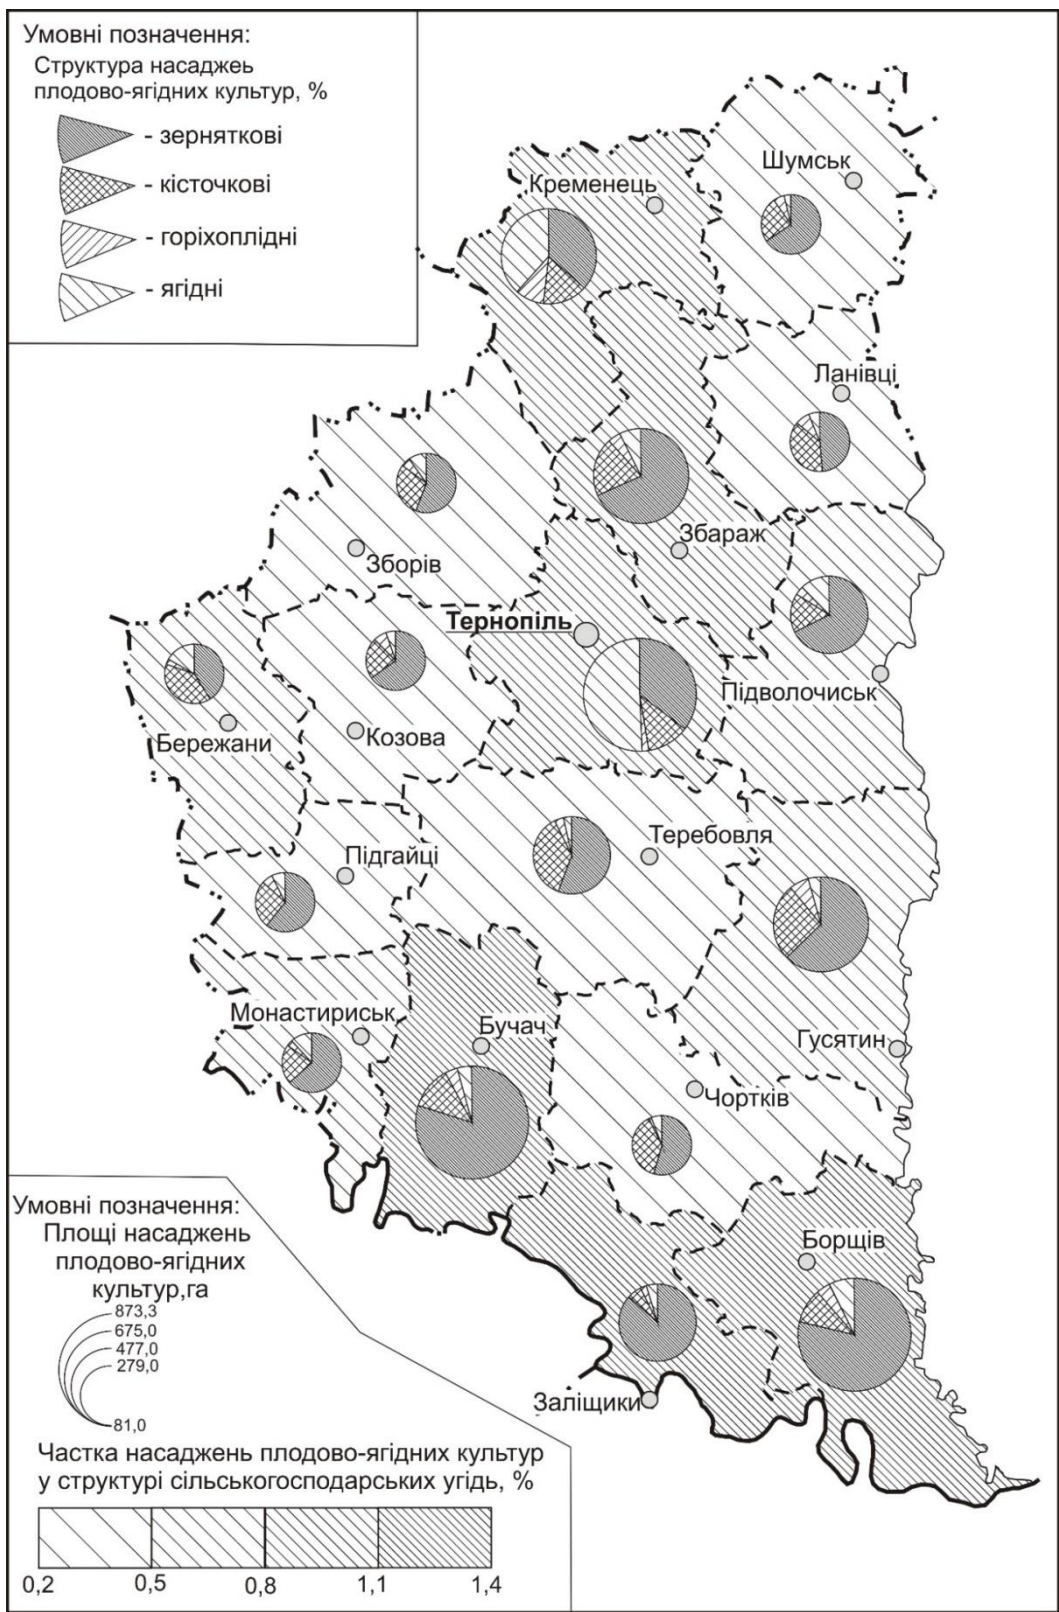 Умовні позначення:
Структура насаджеь
плодово-ягідних культур, %
- зерняткові
- кісточкові
- горіхоплідні
- ягідні
Шумськ
Кременець
Ланівці
Збараж
Зборів
Тернопіль
Підволочиськ
Бережани
Козова
Теребовля
Підгайці
Монастириськ
Бучач
Гусятин
Чортків
Борщів
Заліщики
Умовні позначення:
Площі насаджень
плодово-ягідних
культур,га
873,3
675,0
477,0
279,0
81,0
Частка насаджень плодово-ягідних культур
у структурі сільськогосподарських угідь, %
0,2 0,5 0,8 1,1 1,4